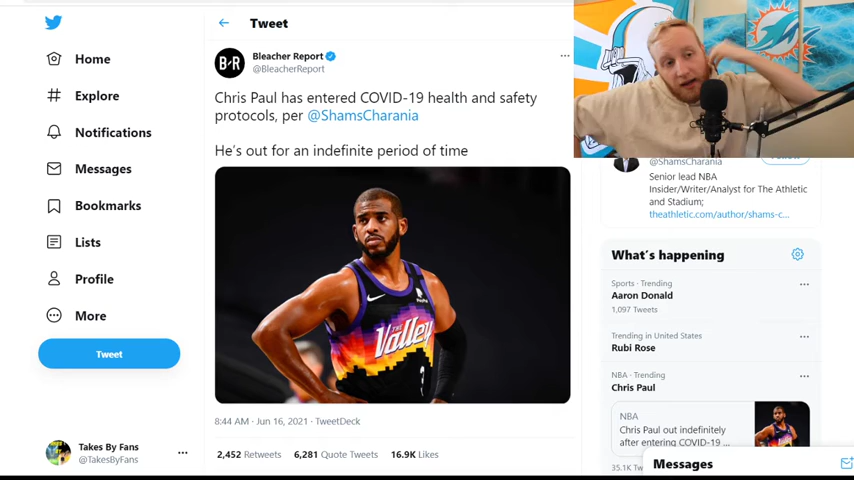 Tweet
Home
Explore
Notifications
Messages
Bookmarks
Lists
Profile
More
Tweet
Takes By Fans
@TakesByFans
B/R
Bleacher Report
@BleacherReport
Chris Paul has entered COVID-19 health and safety
protocols, per @ShamsCharania
He's out for an indefinite period of time
THE
Valley
8:44 AM · Jun 16, 2021 · TweetDeck
2,452 Retweets 6,281 Quote Tweets 16.9K Likes
@ShamsCharania
Senior lead NBA
Insider/Writer/Analyst for The Athletic
and Stadium;
theathletic.com/author/shams-c...
What's happening
Sports · Trending
Aaron Donald
1,097 Tweets
Trending in United States
Rubi Rose
NBA · Trending
Chris Paul
NBA
Chris Paul out indefinitely
after entering COVID-19 ...
35.1K
Messages